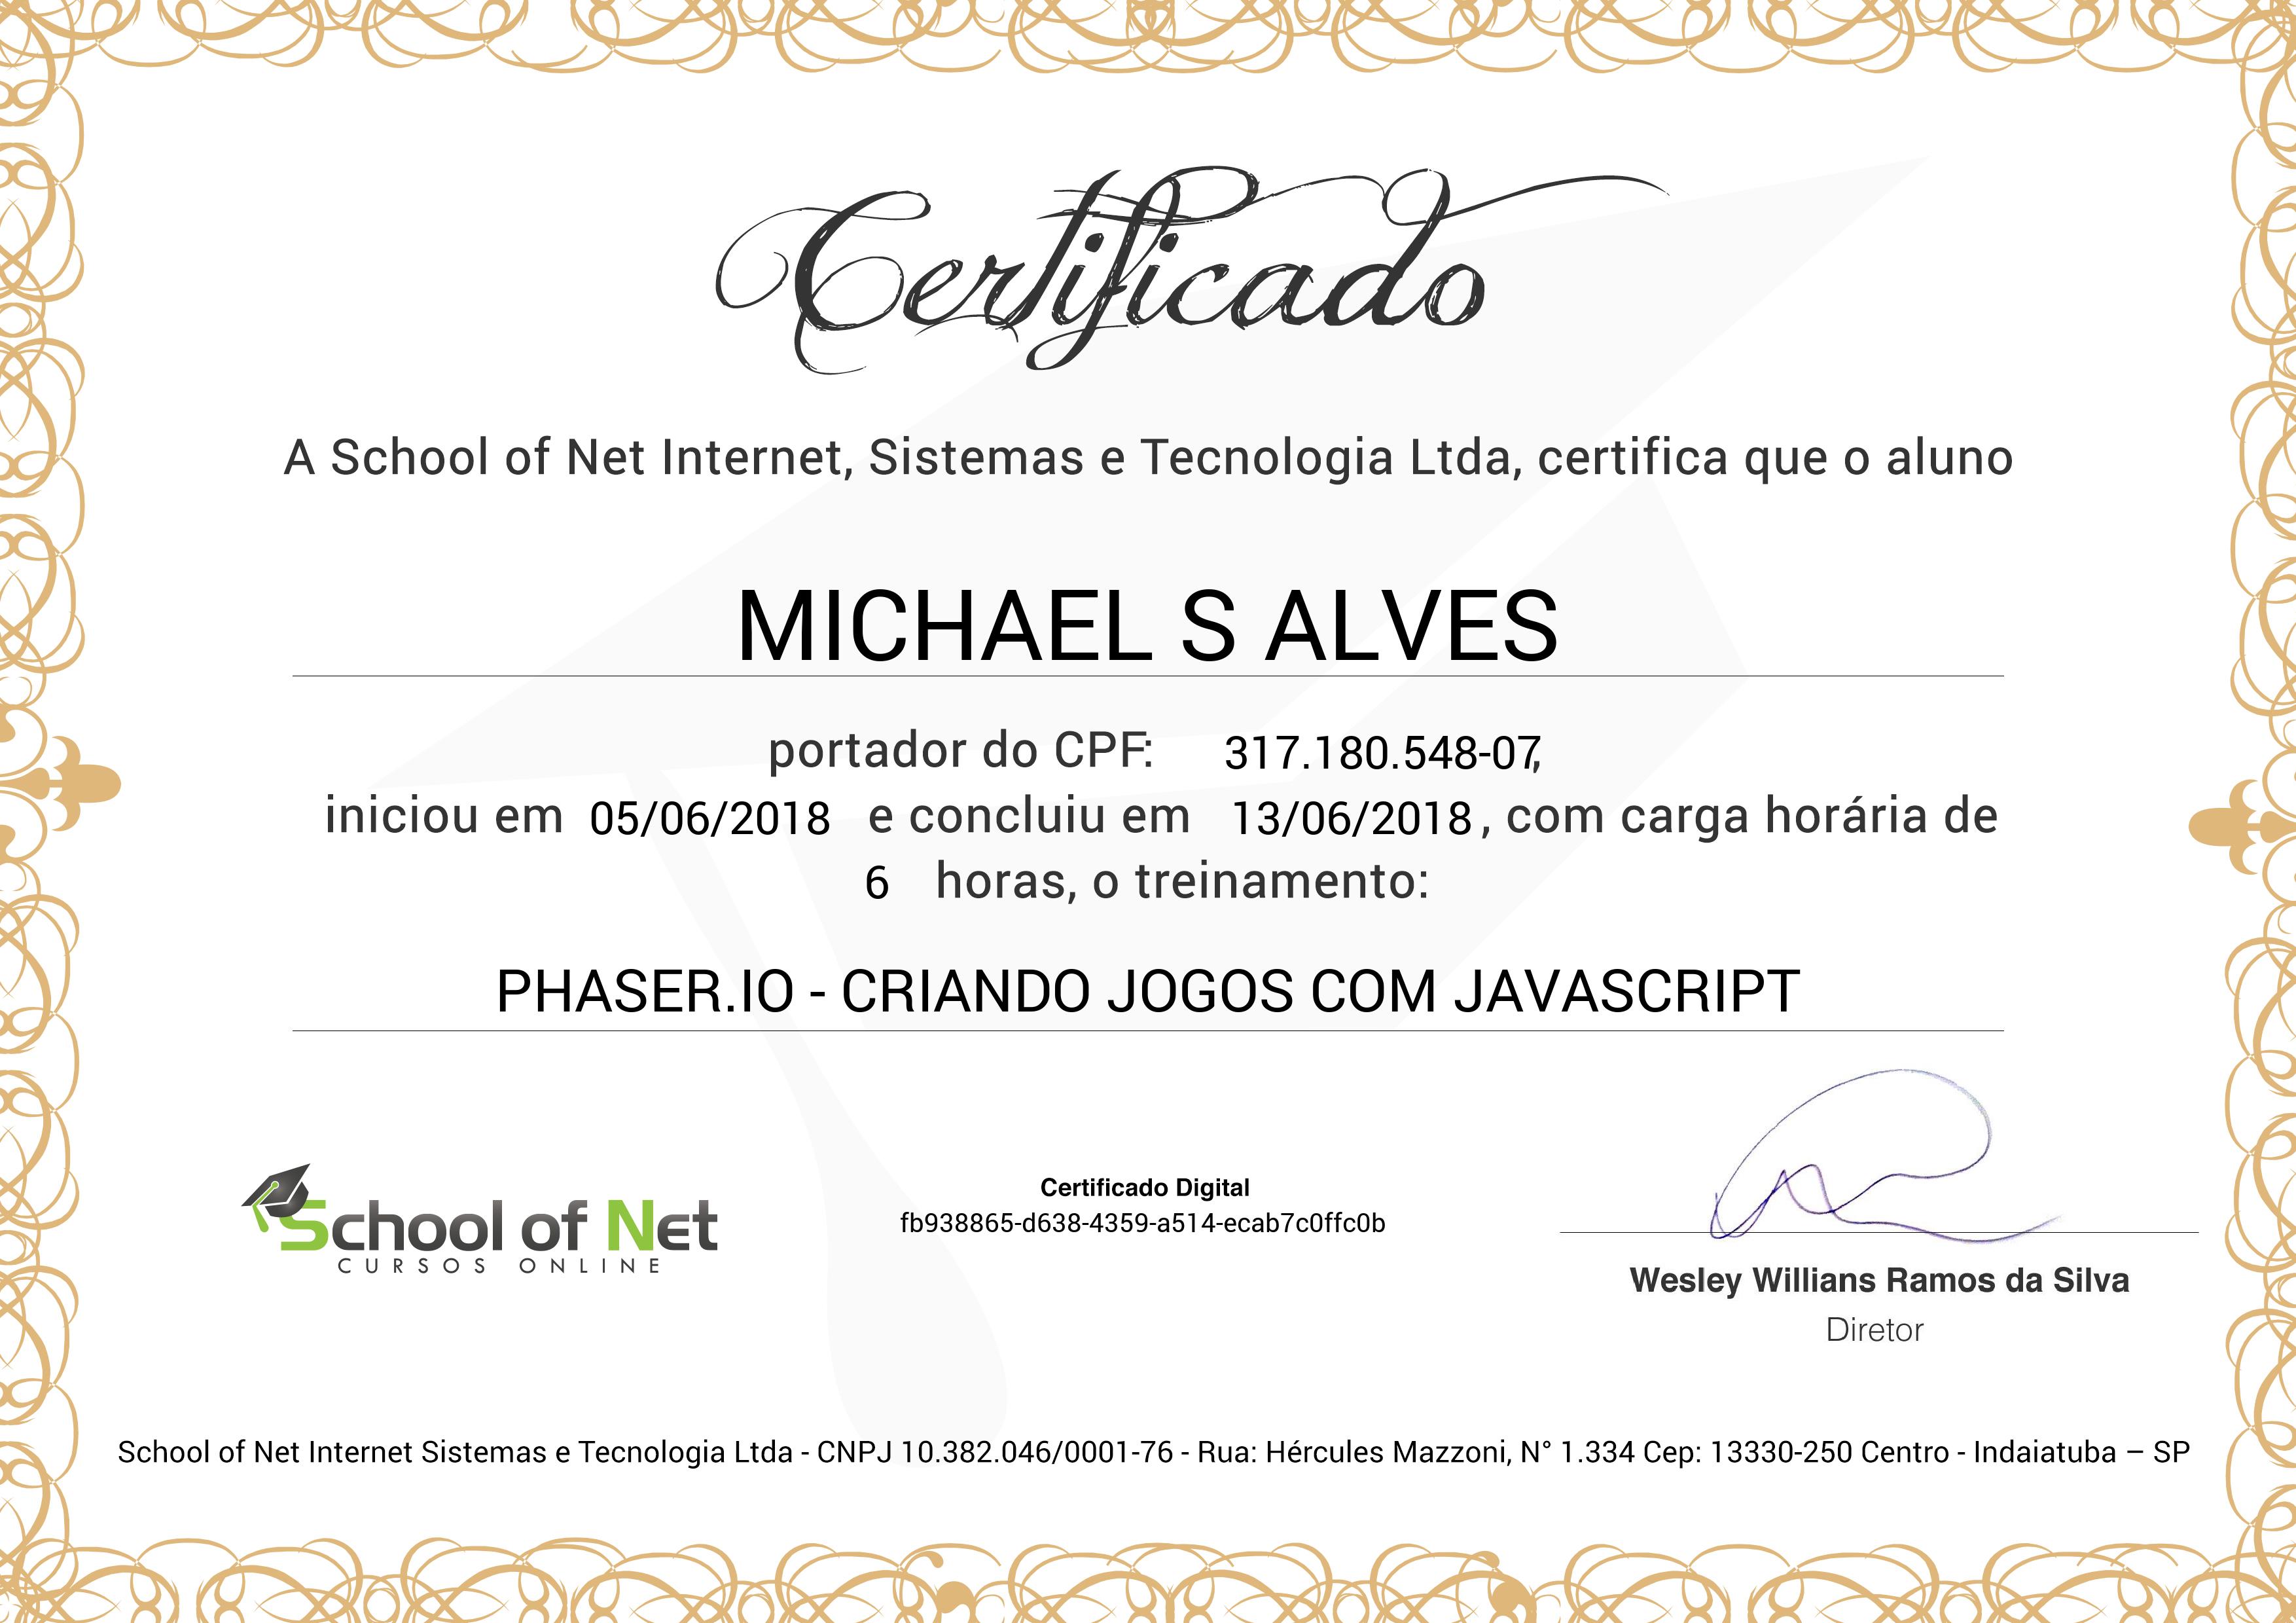 Certificado
A School of Net Internet, Sistemas e Tecnologia Ltda, certifica que o aluno
MICHAEL S ALVES
portador do CPF: 317.180.548-07,
iniciou em 05/06/2018 e concluiu em 13/06/2018, com carga horária de
6 horas, o treinamento:
PHASER.IO - CRIANDO JOGOS COM JAVASCRIPT
School of Net
CURSOS ONLINE
Certificado Digital
fb938865-d638-4359-a514-ecab7c0ffc0b
Wesley Willians Ramos da Silva
Diretor
School of Net Internet Sistemas e Tecnologia Ltda - CNPJ 10.382.046/0001-76 - Rua: Hércules Mazzoni, N° 1.334 Cep: 13330-250 Centro - Indaiatuba – SP